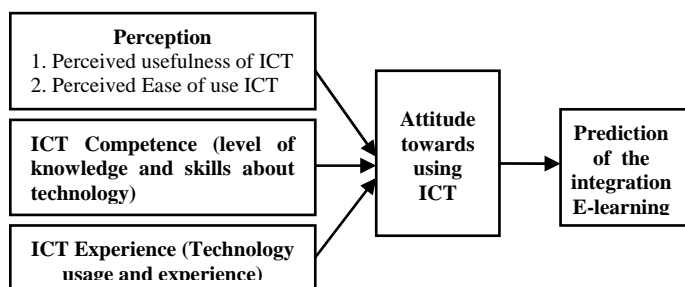 Perception
1. Perceived usefulness of ICT
2. Perceived Ease of use ICT
ICT Competence (level of
knowledge and skills about
technology)
ICT Experience (Technology
usage and experience)
Attitude
towards
using
ICT
Prediction
of the
integration
E-learning